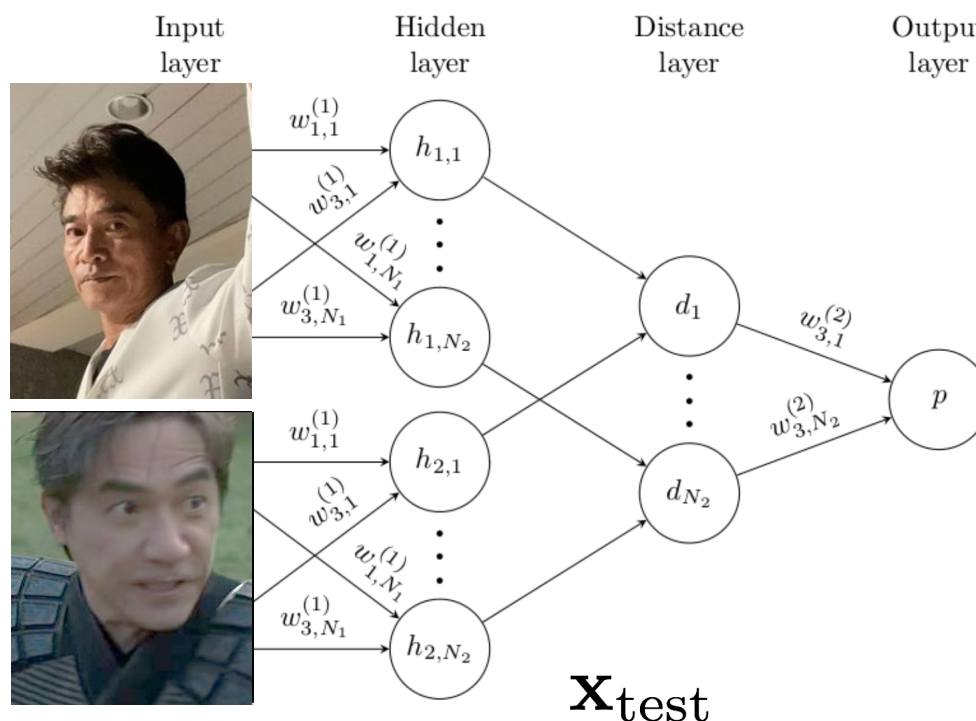 Input
layer
Hidden
layer
Distance
layer
Output
layer
w_{1,1}^{(1)}
w_{3,1}^{(1)}
w_{1,N_1}^{(1)}
w_{3,N_1}^{(1)}
h_{1,1}
h_{1,N_2}
w_{1,1}^{(1)}
w_{3,1}^{(1)}
w_{1,N_1}^{(1)}
w_{3,N_1}^{(1)}
h_{2,1}
h_{2,N_2}
d_1
d_{N_2}
w_{3,1}^{(2)}
w_{3,N_2}^{(2)}
p
x_{test}